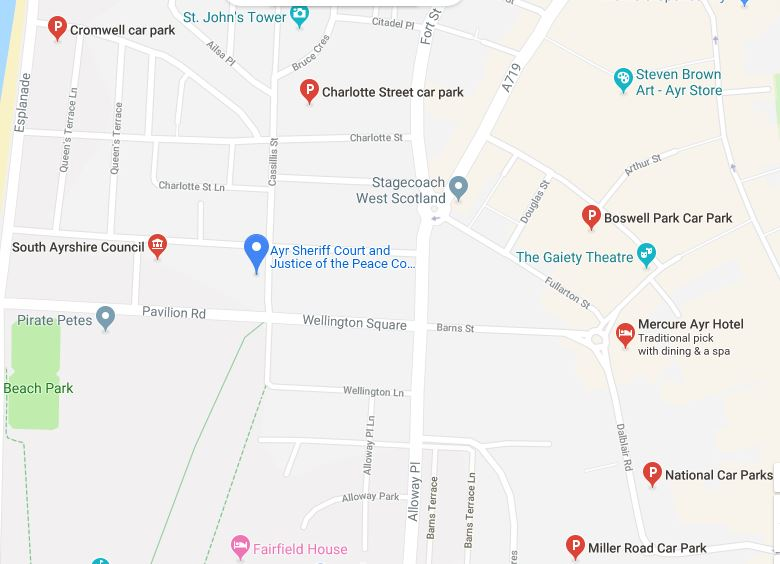 Cromwell car park
St. John's Tower
Citadel Pl
Fort St
Ailsa Pl
Bruce Cres
A719
Steven Brown
Art - Ayr Store
Charlotte Street car park
Esplanade
Queen's Terrace Ln
Queen's Terrace
Cassillis St
Charlotte St
Arthur St
Charlotte St Ln
Stagecoach
West Scotland
Douglas St
Boswell Park Car Park
South Ayrshire Council
Ayr Sheriff Court and
Justice of the Peace Co...
The Gaiety Theatre
Fullarton St
Pirate Petes
Pavilion Rd
Wellington Square
Barns St
Mercure Ayr Hotel
Traditional pick
with dining & a spa
Beach Park
Wellington Ln
Alloway Pl Ln
Dalblair Rd
Alloway Pl
Barns Terrace
Barns Terrace Ln
National Car Parks
Alloway Park
Fairfield House
Miller Road Car Park
P
P
P
P
P